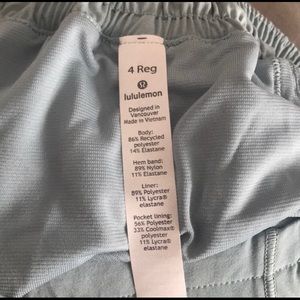 4 Reg
lululemon
Designed in
Vancouver
Made in Vietnam
Body:
86% Recycled
polyester
14% Elastane
Hem band:
89% Nylon
11% Elastane
Liner:
89% Polyester
11% Lycra®
elastane
Pocket lining:
56% Polyester
33% Coolmax®
polyester
11% Lycra®
elastane